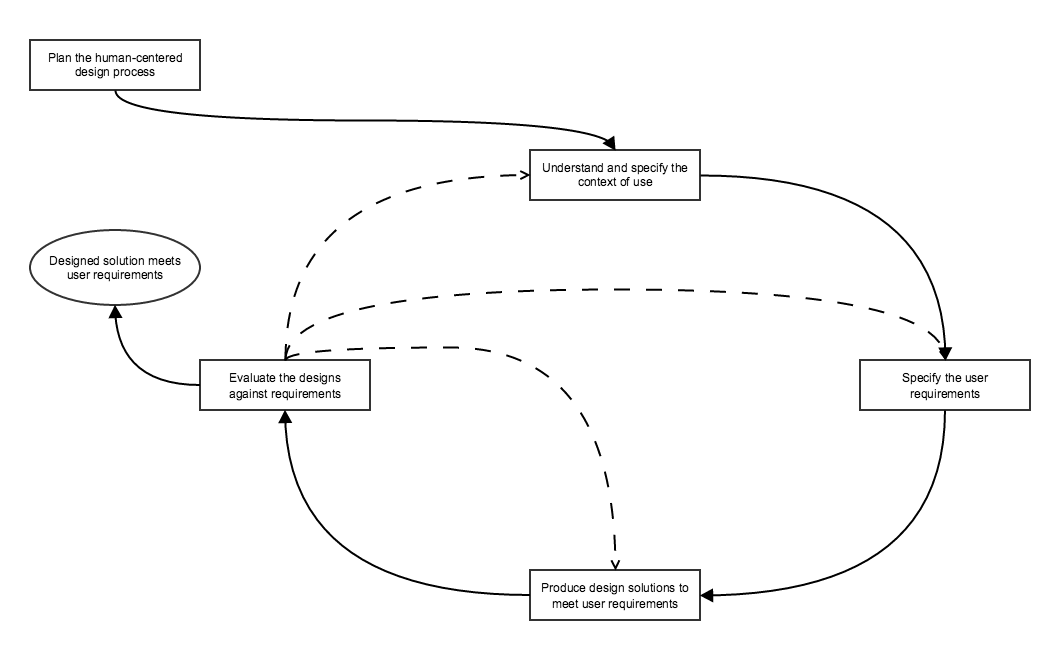 Plan the human-centered
design process
Understand and specify the
context of use
Designed solution meets
user requirements
Evaluate the designs
against requirements
Specify the user
requirements
Produce design solutions to
meet user requirements